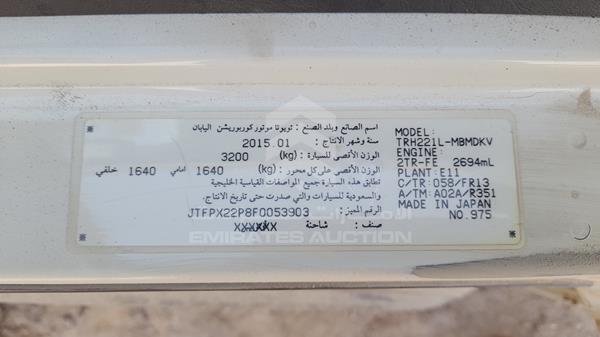 اسم الصانع وبلد الصنع : تويوتا موتور كوربوريشن اليابان
سنة وشهر الانتاج : 2015.01
الوزن الأقصى للسيارة : (kg) 3200
الوزن الأقصى على كل محور : (kg) 1640 امامي 1640 خلفي
تطابق هذه السيارة جميع المواصفات القياسية الخليجية
السعودية للسيارات والتي صدرت حتى تاريخ الانتاج.
الرقم المميز : JTFPX22P8F0053903
صنف : شاحنة XXXXXX
MODEL:
TRH221L-MBMDKV
ENGINE:
2TR-FE 2694mL
PLANT:E11
C/TR:058/FR13
A/TM:A02A/R351
MADE IN JAPAN
NO.975
EMIRATES AUCTION